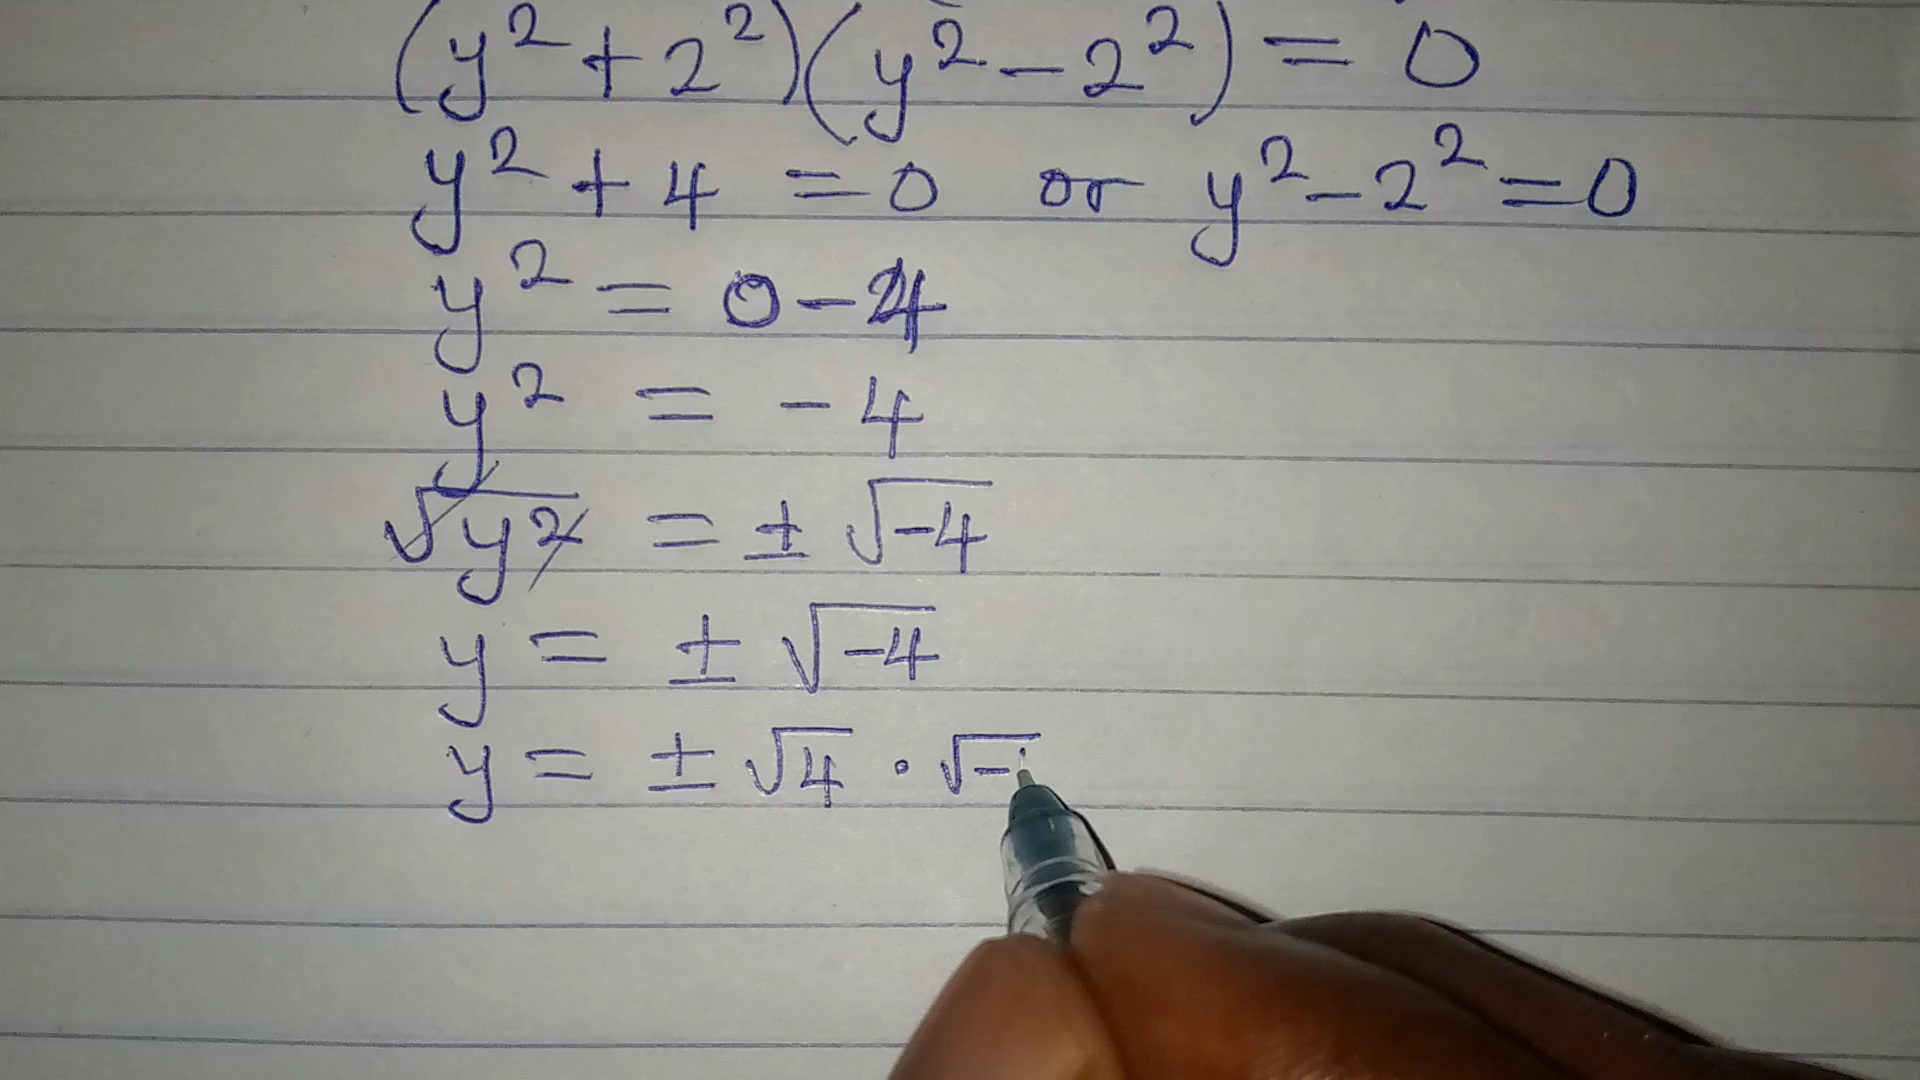 (y²+2²)(y²-2²)=0
y²+4=0 or y²-2²=0
y²=0-4
y²=-4
√y²=±√-4
y=±√-4
y=±√4·√-